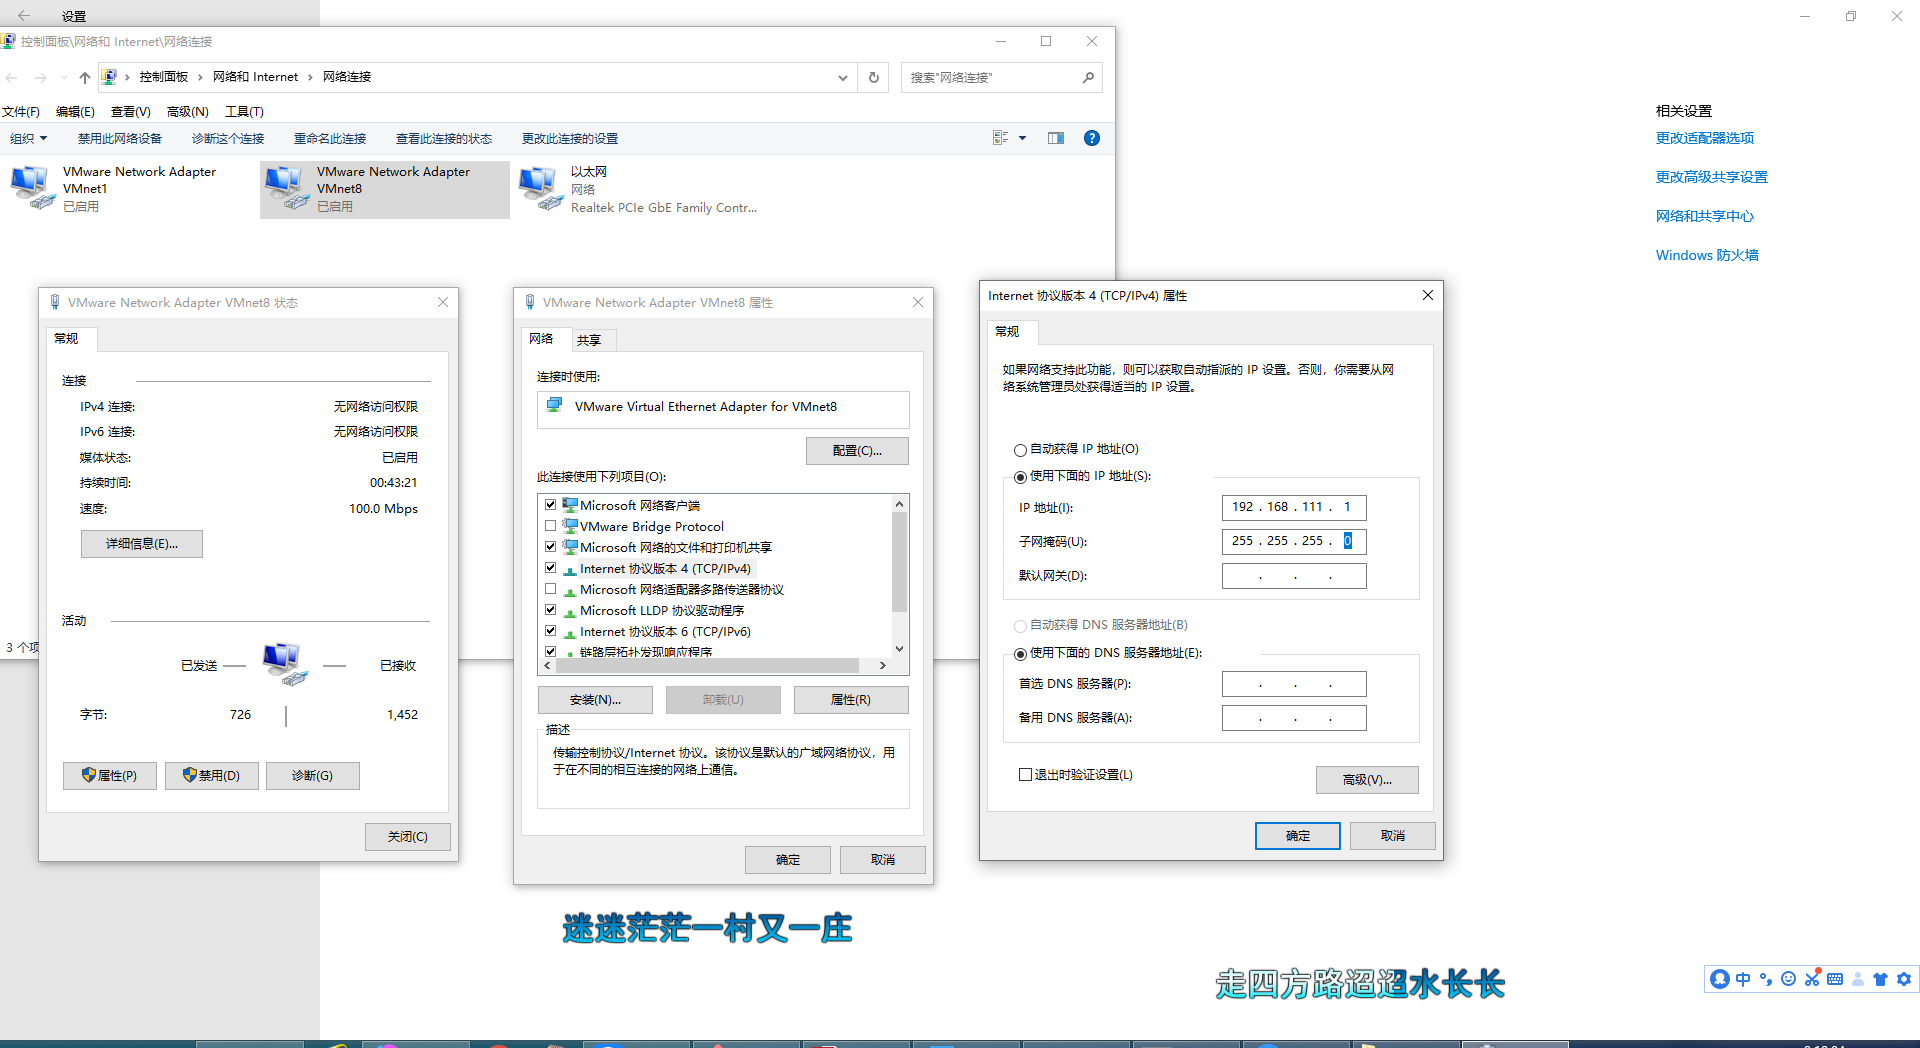 设置
控制面板\网络和 Internet\网络连接
控制面板 › 网络和 Internet › 网络连接
搜索"网络连接"
文件(F) 编辑(E) 查看(V) 高级(N) 工具(T)
组织 禁用此网络设备 诊断这个连接 重命名此连接 查看此连接的状态 更改此连接的设置
VMware Network Adapter
VMnet1
已启用
VMware Network Adapter
VMnet8
已启用
以太网
网络
Realtek PCIe GbE Family Contr...
相关设置
更改适配器选项
更改高级共享设置
网络和共享中心
Windows 防火墙
3 个项
VMware Network Adapter VMnet8 状态
常规
连接
IPv4 连接: 无网络访问权限
IPv6 连接: 无网络访问权限
媒体状态: 已启用
持续时间: 00:43:21
速度: 100.0 Mbps
详细信息(E)...
活动
已发送 已接收
字节: 726 1,452
属性(P) 禁用(D) 诊断(G)
关闭(C)
VMware Network Adapter VMnet8 属性
网络 共享
连接时使用:
VMware Virtual Ethernet Adapter for VMnet8
配置(C)...
此连接使用下列项目(O):
Microsoft 网络客户端
VMware Bridge Protocol
Microsoft 网络的文件和打印机共享
Internet 协议版本 4 (TCP/IPv4)
Microsoft 网络适配器多路传送器协议
Microsoft LLDP 协议驱动程序
Internet 协议版本 6 (TCP/IPv6)
链路层拓扑发现响应程序
安装(N)... 卸载(U) 属性(R)
描述
传输控制协议/Internet 协议。该协议是默认的广域网络协议，用
于在不同的相互连接的网络上通信。
确定 取消
Internet 协议版本 4 (TCP/IPv4) 属性
常规
如果网络支持此功能，则可以获取自动指派的 IP 设置。否则，你需要从网
络系统管理员处获得适当的 IP 设置。
自动获得 IP 地址(O)
使用下面的 IP 地址(S):
IP 地址(I): 192 . 168 . 111 . 1
子网掩码(U): 255 . 255 . 255 . 0
默认网关(D): . . .
自动获得 DNS 服务器地址(B)
使用下面的 DNS 服务器地址(E):
首选 DNS 服务器(P): . . .
备用 DNS 服务器(A): . . .
退出时验证设置(L)
高级(V)...
确定 取消
迷迷茫茫一村又一庄
走四方路迢迢水长长
中